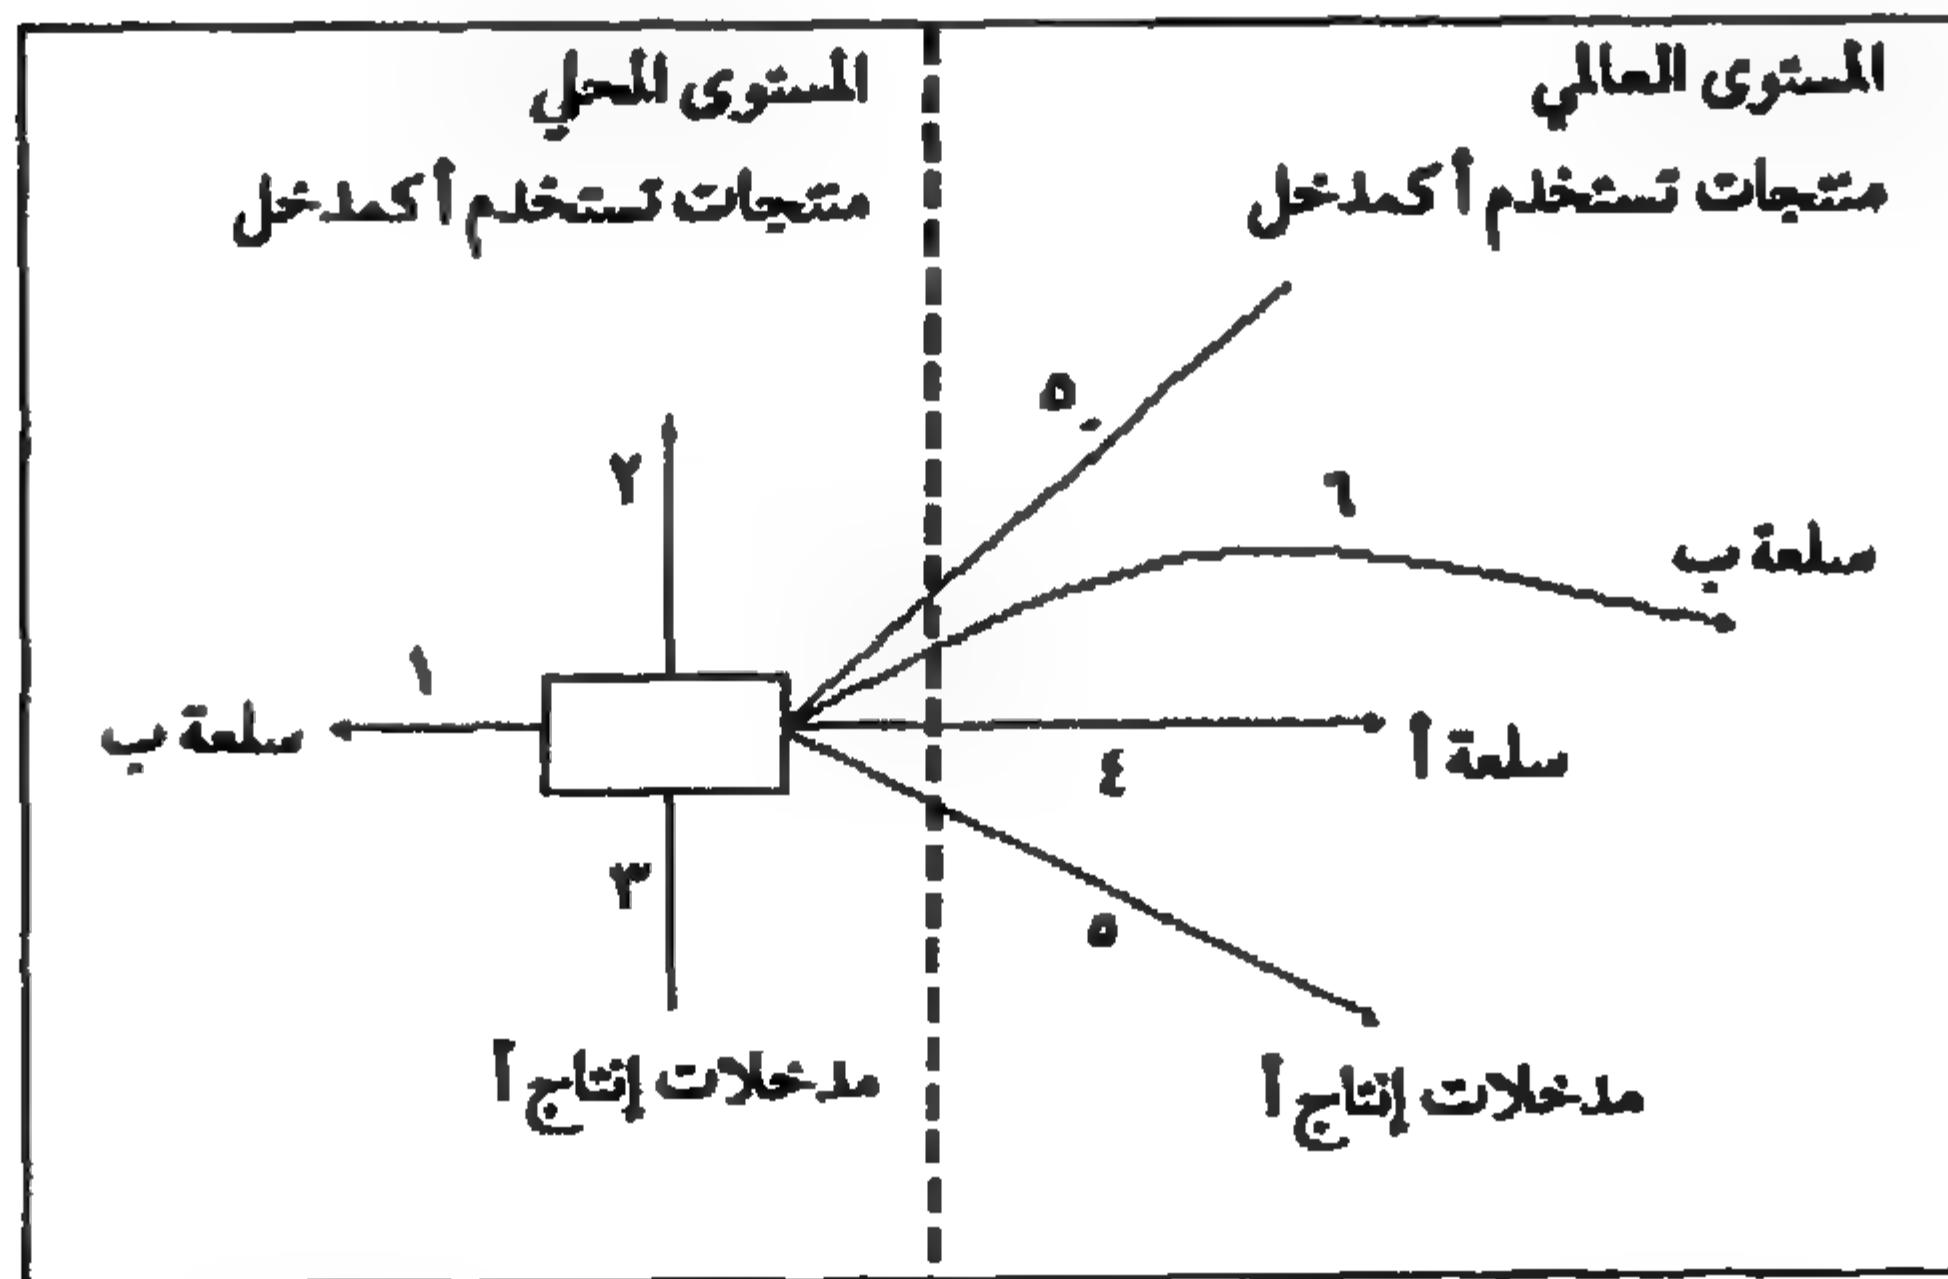 المستوى العالمي
منتجات تستخدم أ كمدخل
المستوى المحلي
منتجات تستخدم أ كمدخل
٥
٦
سلعة ب
٢
١
سلعة ب
سلعة أ
٤
٣
٥
مدخلات إنتاج أ
مدخلات إنتاج أ